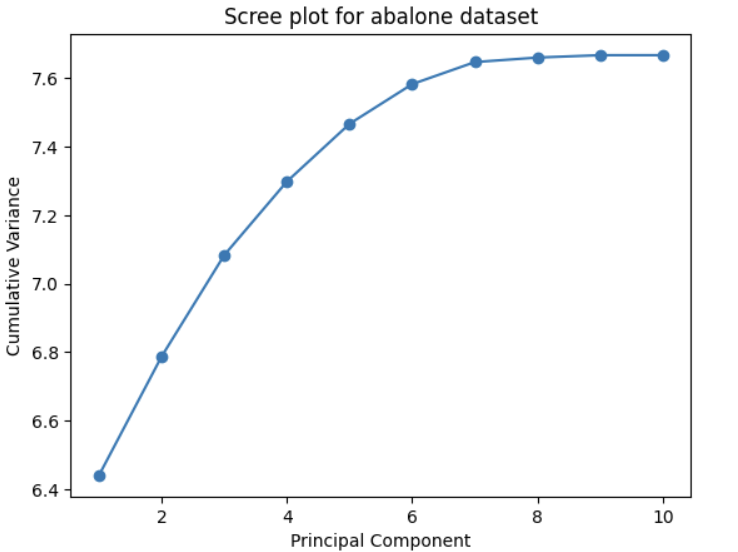 Scree plot for abalone dataset
Cumulative Variance
7.6
7.4
7.2
7.0
6.8
6.6
6.4
2 4 6 8 10
Principal Component